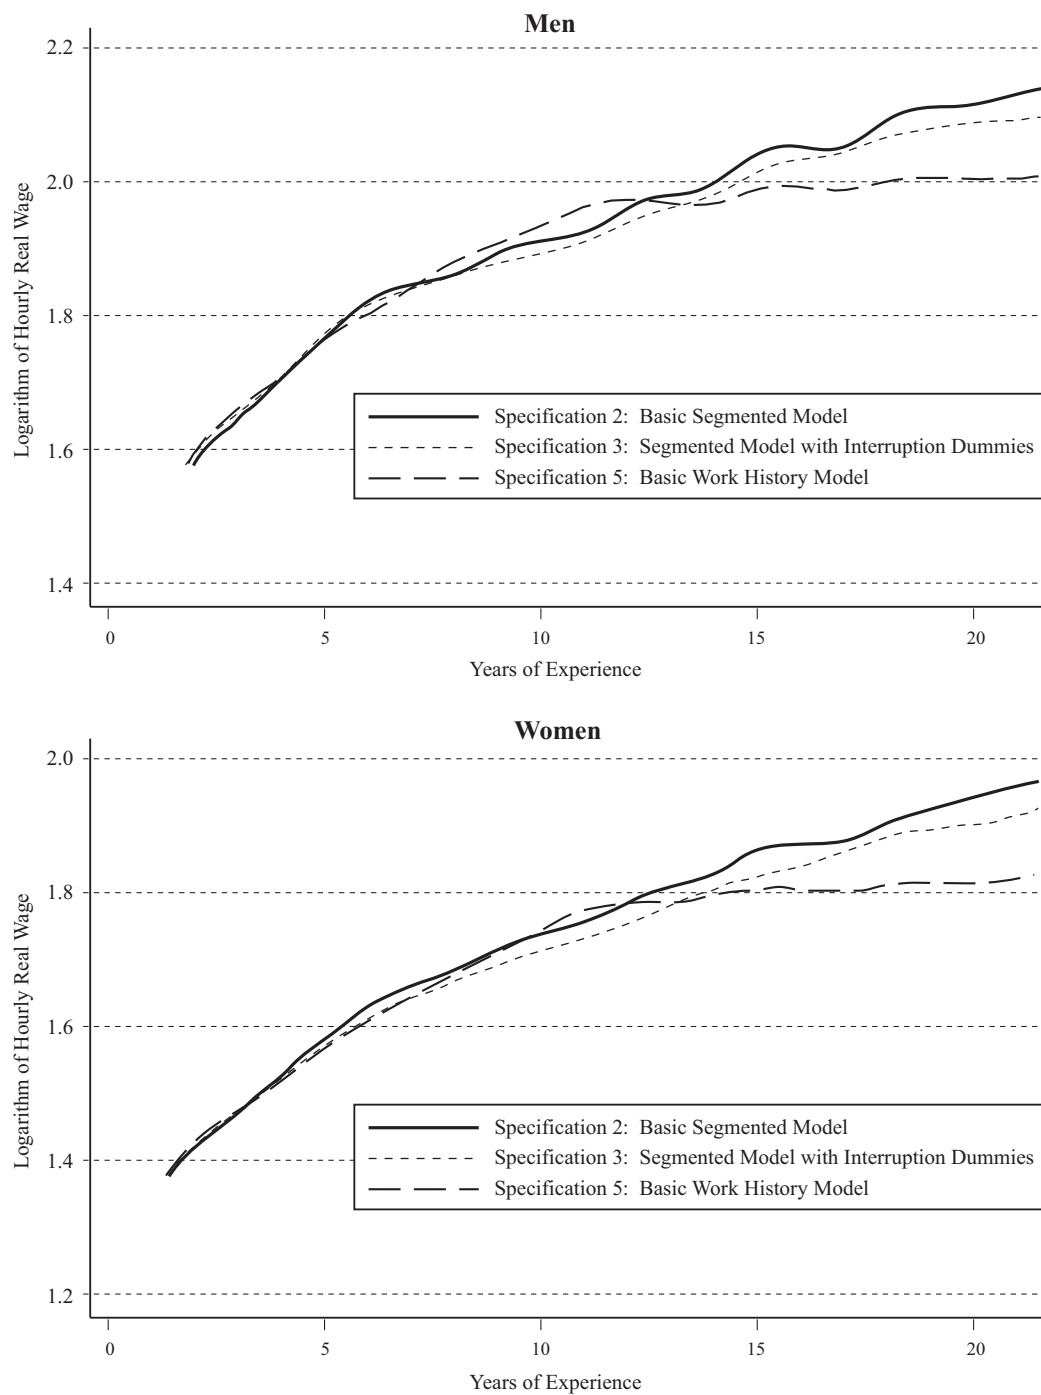 Men
2.2
2.0
1.8
1.6
1.4
Logarithm of Hourly Real Wage
Specification 2: Basic Segmented Model
Specification 3: Segmented Model with Interruption Dummies
Specification 5: Basic Work History Model
0 5 10 15 20
Years of Experience
Women
2.0
1.8
1.6
1.4
1.2
Logarithm of Hourly Real Wage
Specification 2: Basic Segmented Model
Specification 3: Segmented Model with Interruption Dummies
Specification 5: Basic Work History Model
0 5 10 15 20
Years of Experience